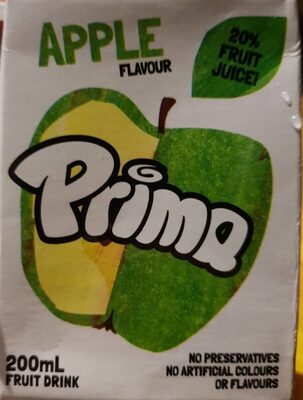 APPLE
FLAVOUR
20%
FRUIT
JUICE!
Prima
200mL
FRUIT DRINK
NO PRESERVATIVES
NO ARTIFICIAL COLOURS
OR FLAVOURS